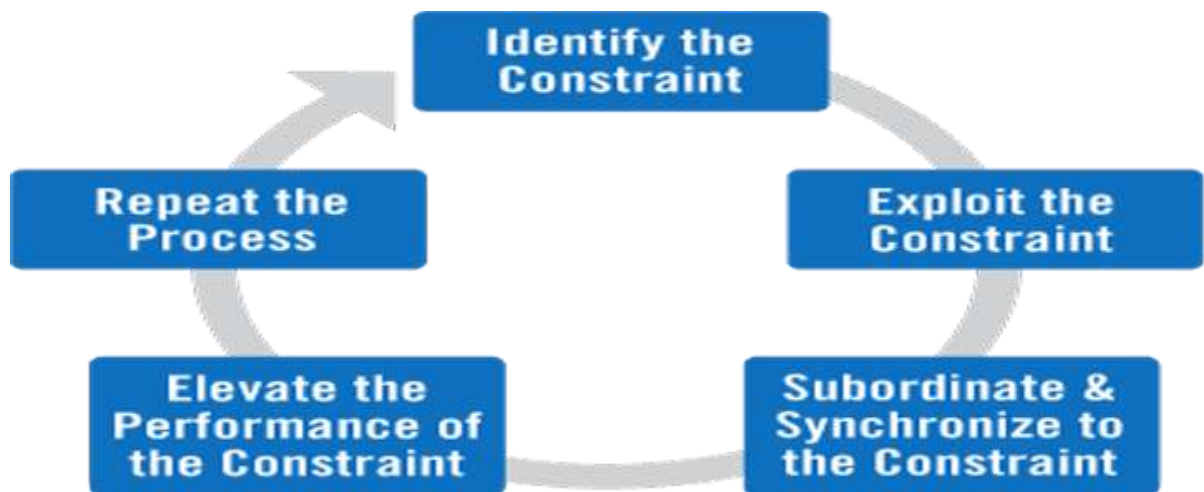 Identify the
Constraint
Exploit the
Constraint
Subordinate &
Synchronize to
the Constraint
Elevate the
Performance of
the Constraint
Repeat the
Process